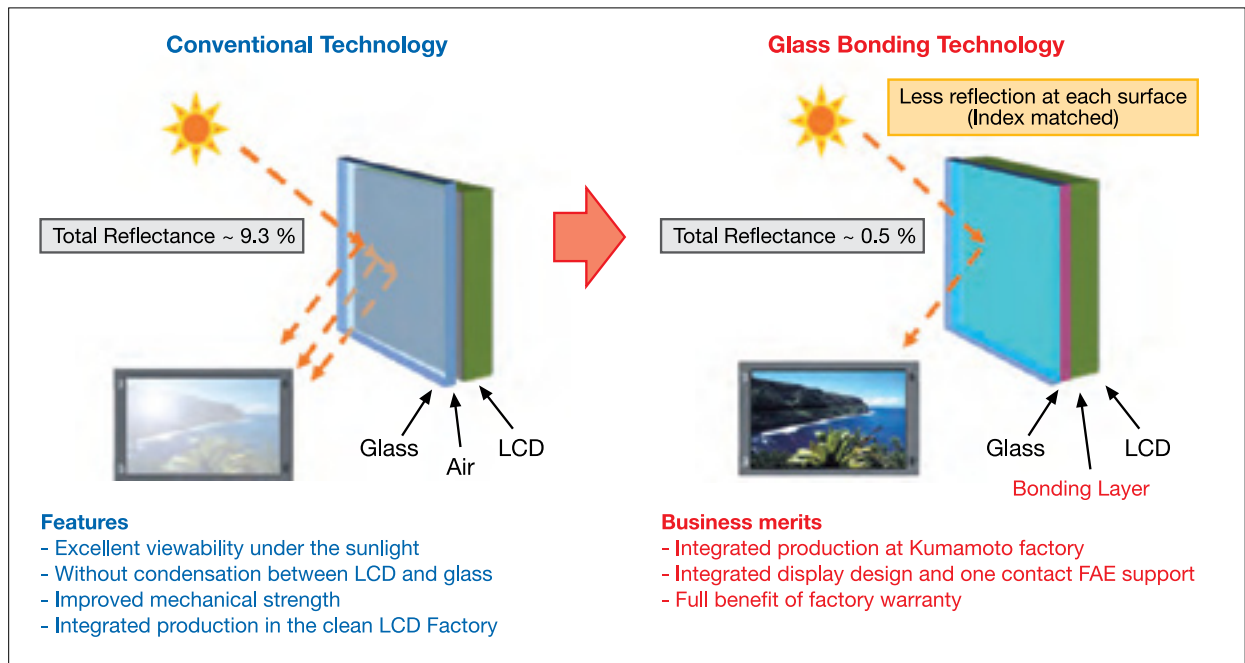 Conventional Technology
Total Reflectance ~ 9.3 %
Glass
Air
LCD
Features
- Excellent viewability under the sunlight
- Without condensation between LCD and glass
- Improved mechanical strength
- Integrated production in the clean LCD Factory
Glass Bonding Technology
Less reflection at each surface
(Index matched)
Total Reflectance ~ 0.5 %
Glass
LCD
Bonding Layer
Business merits
- Integrated production at Kumamoto factory
- Integrated display design and one contact FAE support
- Full benefit of factory warranty